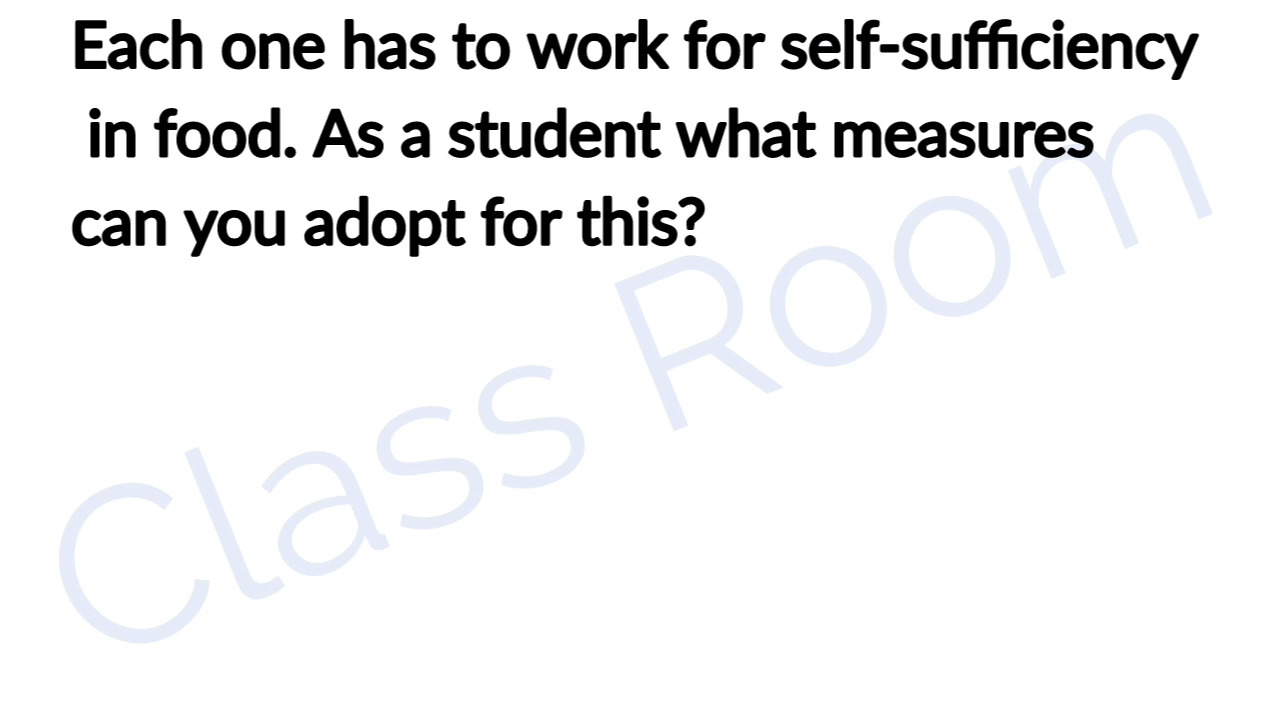 Each one has to work for self-sufficiency
in food. As a student what measures
can you adopt for this?
Class Room